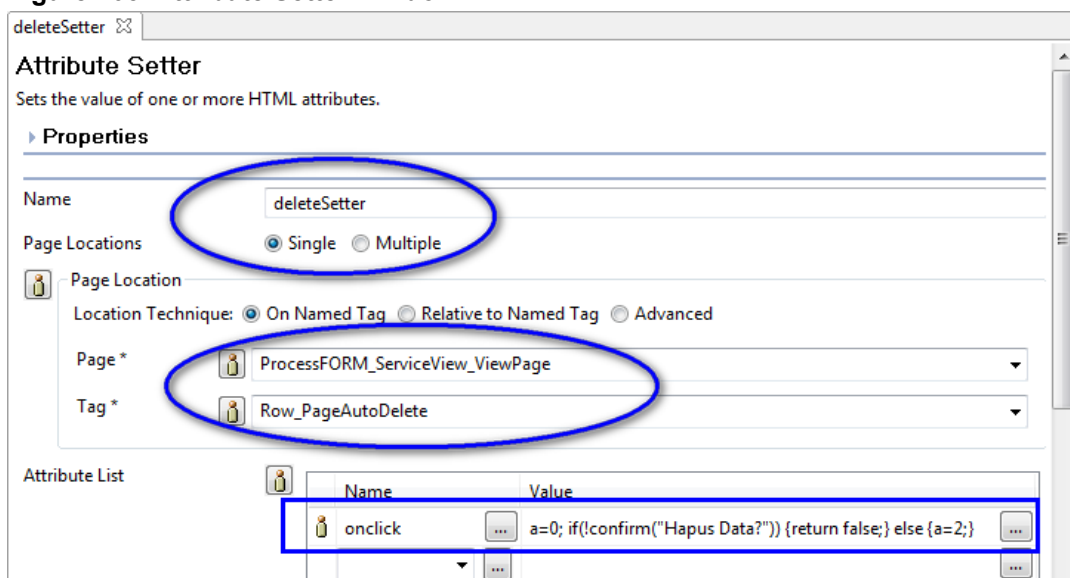 deleteSetter
Attribute Setter
Sets the value of one or more HTML attributes.
Properties
Name deleteSetter
Page Locations Single Multiple
Page Location
Location Technique: On Named Tag Relative to Named Tag Advanced
Page * ProcessFORM_ServiceView_ViewPage
Tag * Row_PageAutoDelete
Attribute List
Name Value
onclick ... a=0; if(!confirm("Hapus Data?")) {return false;} else {a=2;} ...
... ...